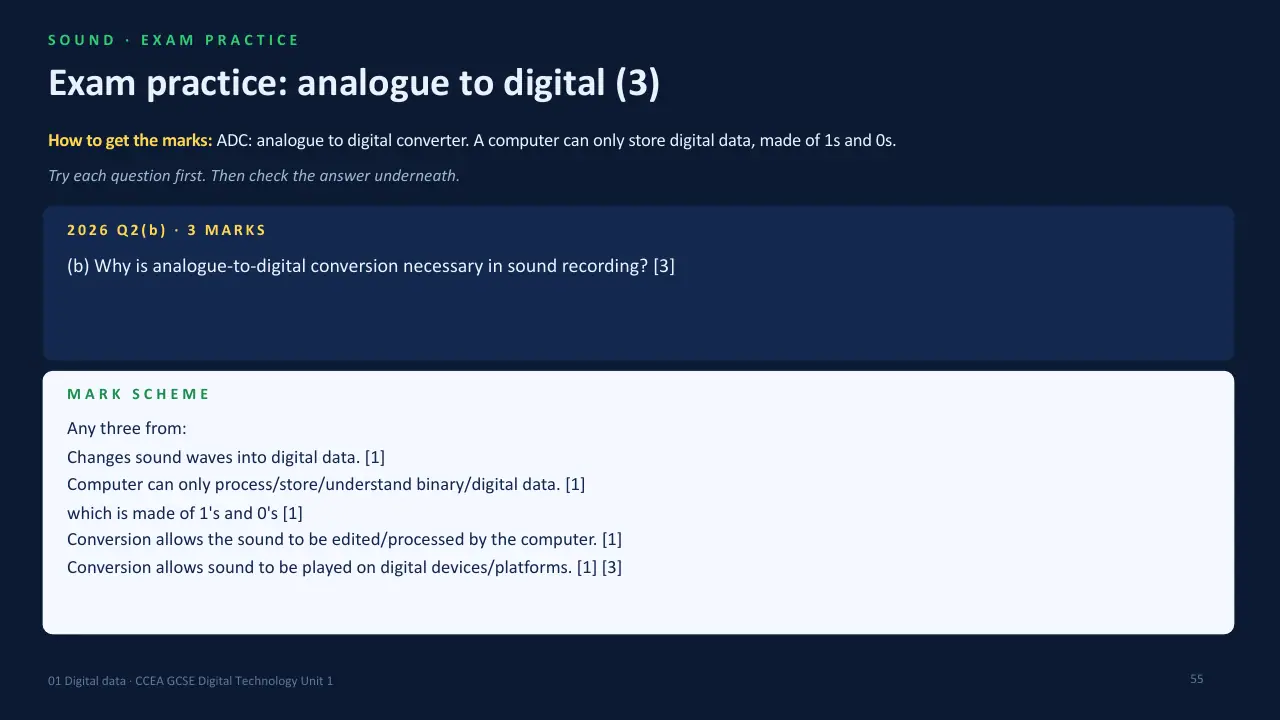 SOUND · EXAM PRACTICE
Exam practice: analogue to digital (3)
How to get the marks: ADC: analogue to digital converter. A computer can only store digital data, made of 1s and 0s.
Try each question first. Then check the answer underneath.
2026 Q2(b) · 3 MARKS
(b) Why is analogue-to-digital conversion necessary in sound recording? [3]
MARK SCHEME
Any three from:
Changes sound waves into digital data. [1]
Computer can only process/store/understand binary/digital data. [1]
which is made of 1's and 0's [1]
Conversion allows the sound to be edited/processed by the computer. [1]
Conversion allows sound to be played on digital devices/platforms. [1] [3]
01 Digital data · CCEA GCSE Digital Technology Unit 1
55